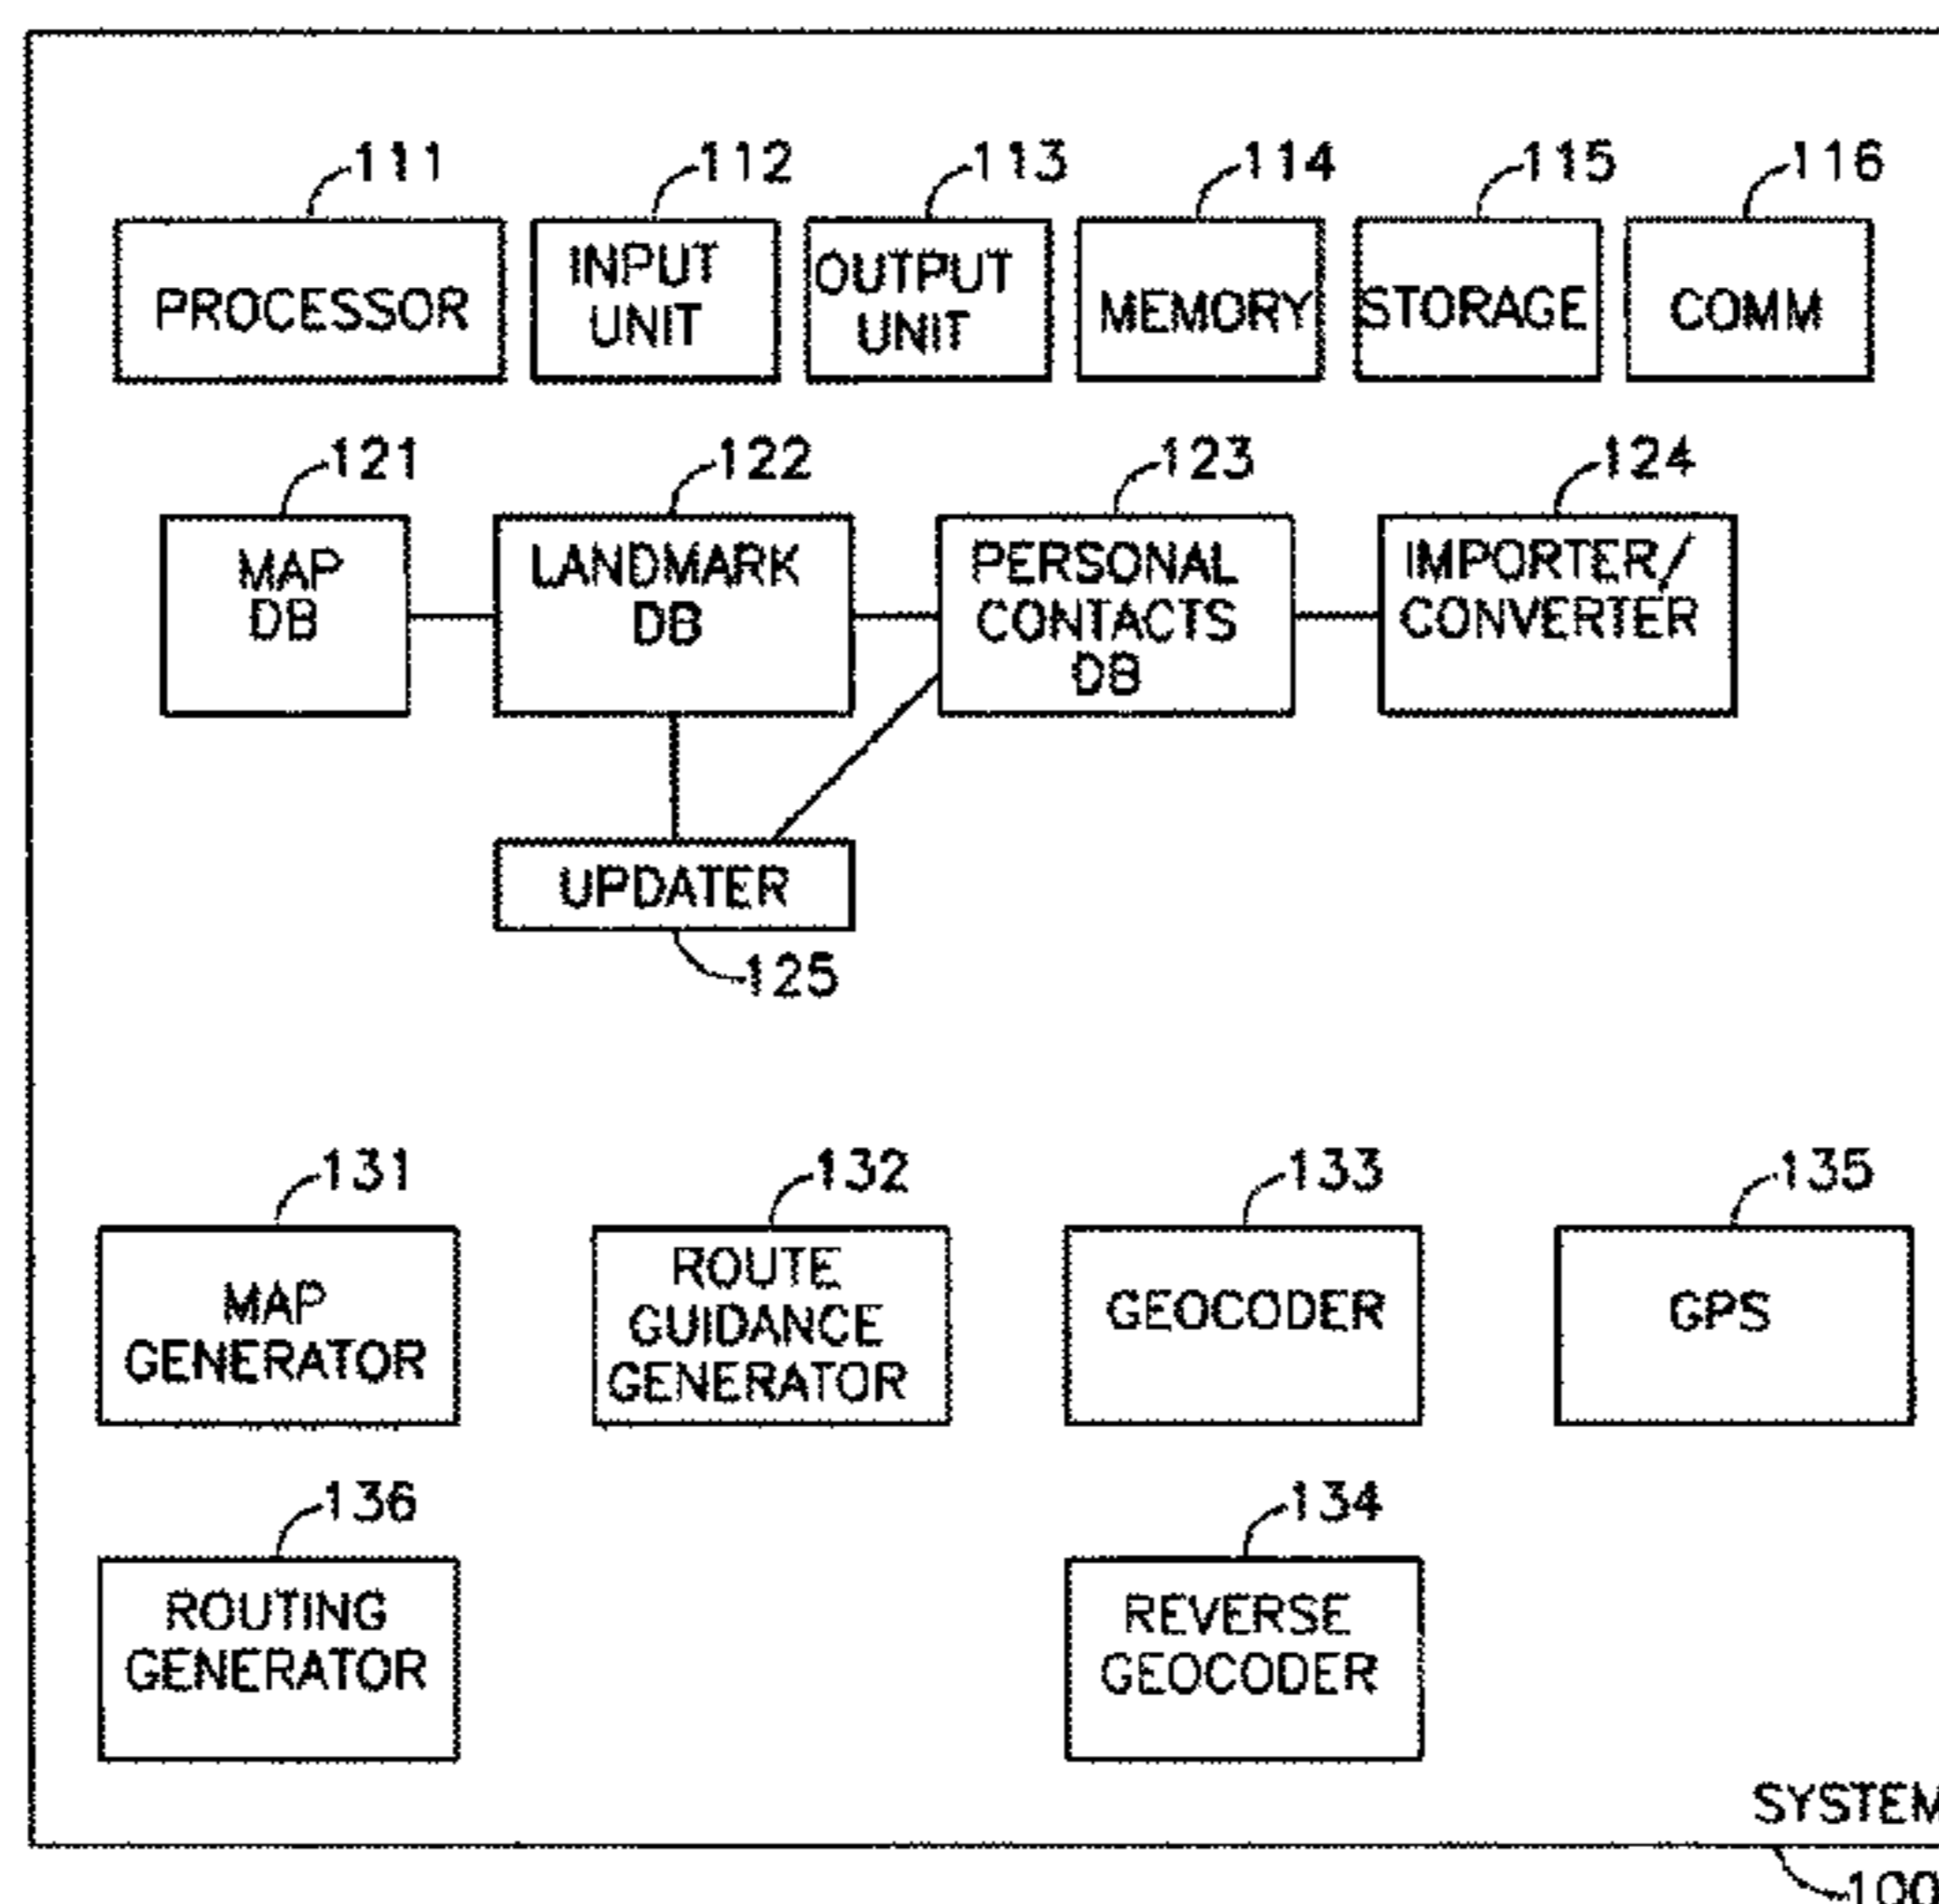 111
112
113
114
115
116
PROCESSOR
INPUT
UNIT
OUTPUT
UNIT
MEMORY
STORAGE
COMM
121
122
123
124
MAP
DB
LANDMARK
DB
PERSONAL
CONTACTS
DB
IMPORTER/
CONVERTER
UPDATER
125
131
132
133
135
MAP
GENERATOR
ROUTE
GUIDANCE
GENERATOR
GEOCODER
GPS
136
134
ROUTING
GENERATOR
REVERSE
GEOCODER
SYSTEM
100